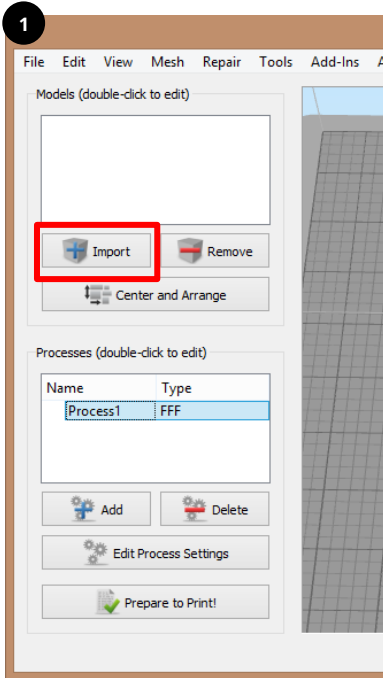 1
File Edit View Mesh Repair Tools Add-Ins A
Models (double-click to edit)
Import Remove
Center and Arrange
Processes (double-click to edit)
Name Type
Process1 FFF
Add Delete
Edit Process Settings
Prepare to Print!